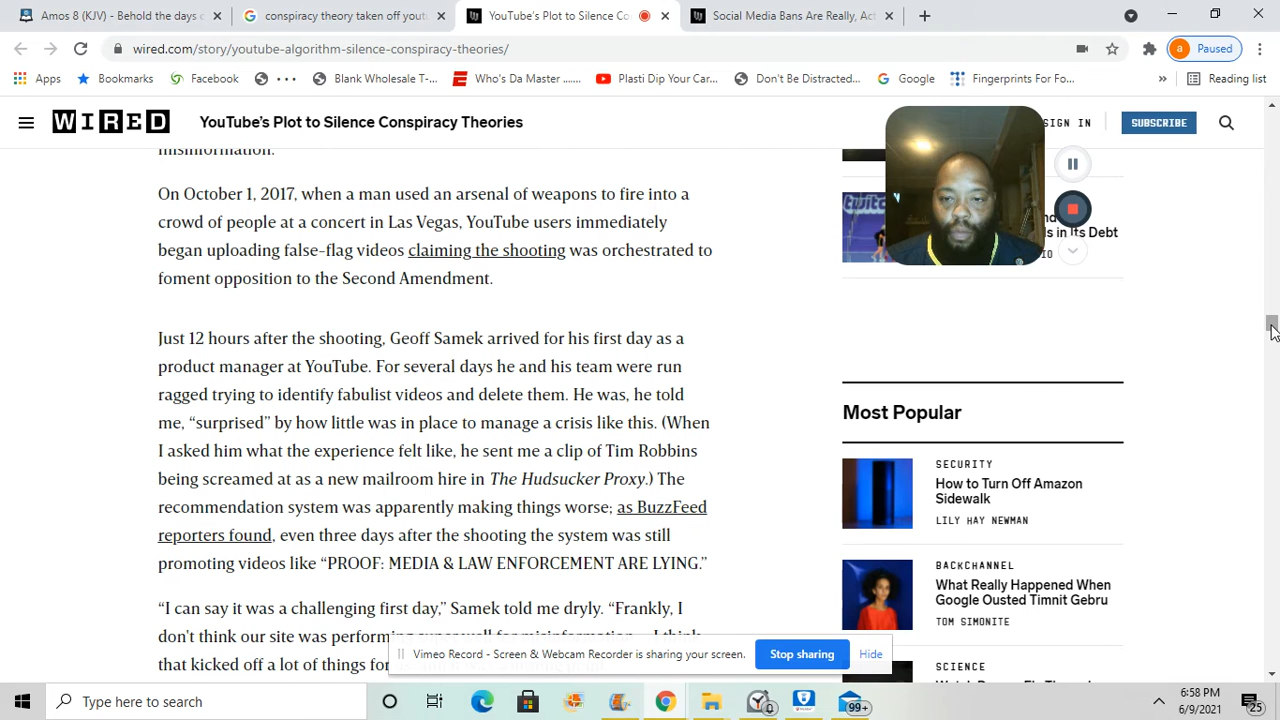 Amos 8 (KJV) - Behold the days
conspiracy theory taken off yout
YouTube's Plot to Silence Co
Social Media Bans Are Really, Act
wired.com/story/youtube-algorithm-silence-conspiracy-theories/
a Paused
Apps
Bookmarks
Facebook
Blank Wholesale T-...
Who's Da Master ......
Plasti Dip Your Car...
Don't Be Distracted...
Google
Fingerprints For Fo...
Reading list
WIRED
YouTube's Plot to Silence Conspiracy Theories
SIGN IN
SUBSCRIBE
misinformation.
On October 1, 2017, when a man used an arsenal of weapons to fire into a
crowd of people at a concert in Las Vegas, YouTube users immediately
began uploading false-flag videos claiming the shooting was orchestrated to
foment opposition to the Second Amendment.
Just 12 hours after the shooting, Geoff Samek arrived for his first day as a
product manager at YouTube. For several days he and his team were run
ragged trying to identify fabulist videos and delete them. He was, he told
me, “surprised” by how little was in place to manage a crisis like this. (When
I asked him what the experience felt like, he sent me a clip of Tim Robbins
being screamed at as a new mailroom hire in The Hudsucker Proxy.) The
recommendation system was apparently making things worse; as BuzzFeed
reporters found, even three days after the shooting the system was still
promoting videos like “PROOF: MEDIA & LAW ENFORCEMENT ARE LYING.”
“I can say it was a challenging first day,” Samek told me dryly. “Frankly, I
don't think our site was performing
that kicked off a lot of things for
twitch
s in Its Debt
IO
Most Popular
SECURITY
How to Turn Off Amazon
Sidewalk
LILY HAY NEWMAN
BACKCHANNEL
What Really Happened When
Google Ousted Timnit Gebru
TOM SIMONITE
SCIENCE
Vimeo Record - Screen & Webcam Recorder is sharing your screen.
Stop sharing
Hide
Type here to search
99+
6:58 PM
6/9/2021
25